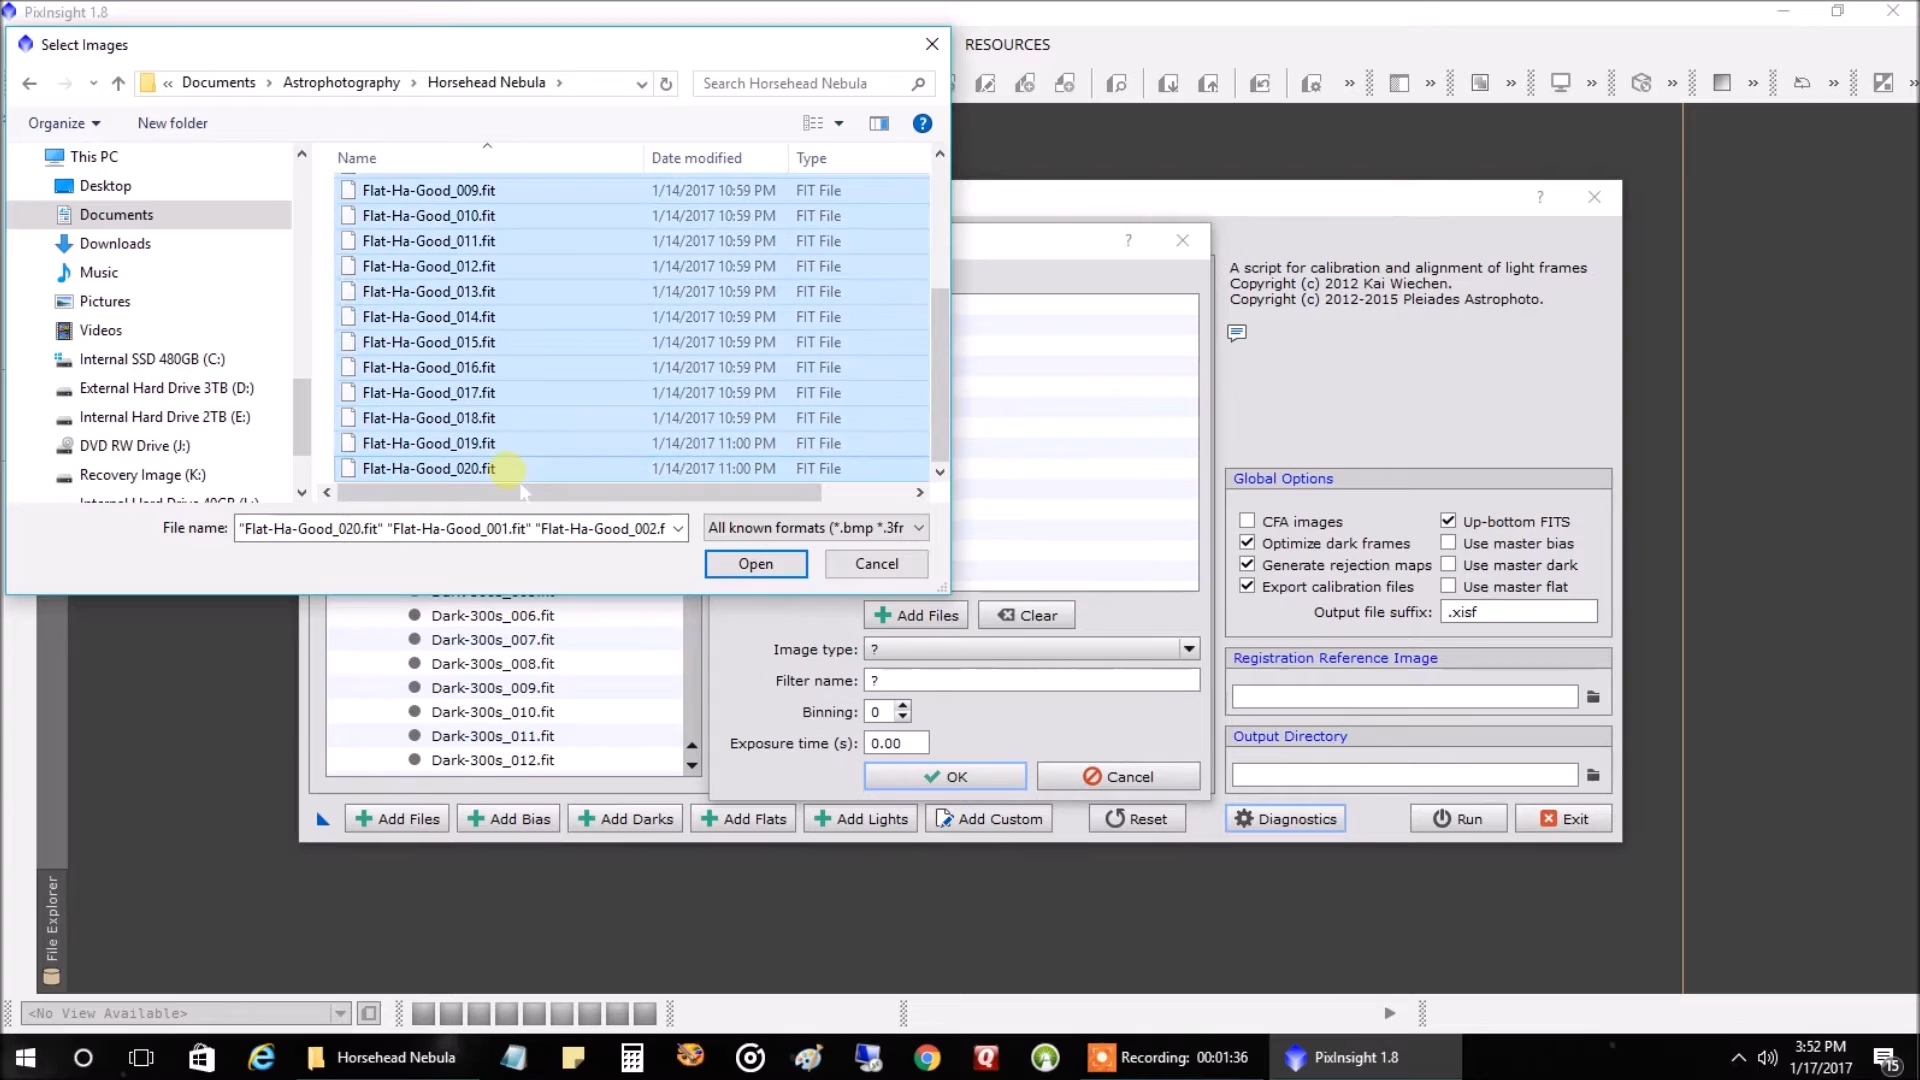 PixInsight 1.8
Select Images
RESOURCES
« Documents > Astrophotography > Horsehead Nebula >
Search Horsehead Nebula
Organize
New folder
This PC
Desktop
Documents
Downloads
Music
Pictures
Videos
Internal SSD 480GB (C:)
External Hard Drive 3TB (D:)
Internal Hard Drive 2TB (E:)
DVD RW Drive (J:)
Recovery Image (K:)
Name Date modified Type
Flat-Ha-Good_009.fit 1/14/2017 10:59 PM FIT File
Flat-Ha-Good_010.fit 1/14/2017 10:59 PM FIT File
Flat-Ha-Good_011.fit 1/14/2017 10:59 PM FIT File
Flat-Ha-Good_012.fit 1/14/2017 10:59 PM FIT File
Flat-Ha-Good_013.fit 1/14/2017 10:59 PM FIT File
Flat-Ha-Good_014.fit 1/14/2017 10:59 PM FIT File
Flat-Ha-Good_015.fit 1/14/2017 10:59 PM FIT File
Flat-Ha-Good_016.fit 1/14/2017 10:59 PM FIT File
Flat-Ha-Good_017.fit 1/14/2017 10:59 PM FIT File
Flat-Ha-Good_018.fit 1/14/2017 10:59 PM FIT File
Flat-Ha-Good_019.fit 1/14/2017 11:00 PM FIT File
Flat-Ha-Good_020.fit 1/14/2017 11:00 PM FIT File
File name: "Flat-Ha-Good_020.fit" "Flat-Ha-Good_001.fit" "Flat-Ha-Good_002.f
All known formats (*.bmp *.3fr
Open
Cancel
A script for calibration and alignment of light frames
Copyright (c) 2012 Kai Wiechen.
Copyright (c) 2012-2015 Pleiades Astrophoto.
Global Options
CFA images
Up-bottom FITS
Optimize dark frames
Use master bias
Generate rejection maps
Use master dark
Export calibration files
Use master flat
Output file suffix: .xisf
Registration Reference Image
Output Directory
Dark-300s_006.fit
Dark-300s_007.fit
Dark-300s_008.fit
Dark-300s_009.fit
Dark-300s_010.fit
Dark-300s_011.fit
Dark-300s_012.fit
Add Files
Clear
Image type: ?
Filter name: ?
Binning: 0
Exposure time (s): 0.00
OK
Cancel
Add Files
Add Bias
Add Darks
Add Flats
Add Lights
Add Custom
Reset
Diagnostics
Run
Exit
File Explorer
<No View Available>
Horsehead Nebula
Recording: 00:01:36
PixInsight 1.8
3:52 PM
1/17/2017
15